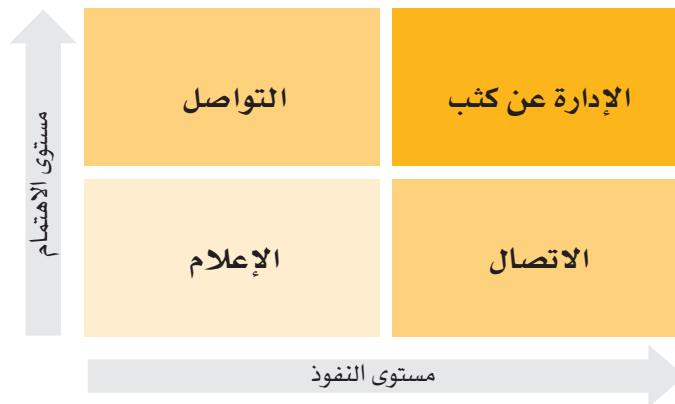 مستوى الاهتمام
الإدارة عن كثب
التواصل
الاتصال
الإعلام
مستوى النفوذ